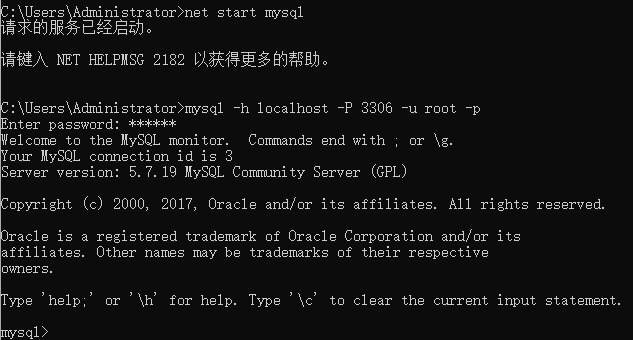 C:\Users\Administrator>net start mysql
请求的服务已经启动。
请键入 NET HELPMSG 2182 以获得更多的帮助。
C:\Users\Administrator>mysql -h localhost -P 3306 -u root -p
Enter password: ******
Welcome to the MySQL monitor.  Commands end with ; or \g.
Your MySQL connection id is 3
Server version: 5.7.19 MySQL Community Server (GPL)
Copyright (c) 2000, 2017, Oracle and/or its affiliates. All rights reserved.
Oracle is a registered trademark of Oracle Corporation and/or its
affiliates. Other names may be trademarks of their respective
owners.
Type 'help;' or '\h' for help. Type '\c' to clear the current input statement.
mysql>